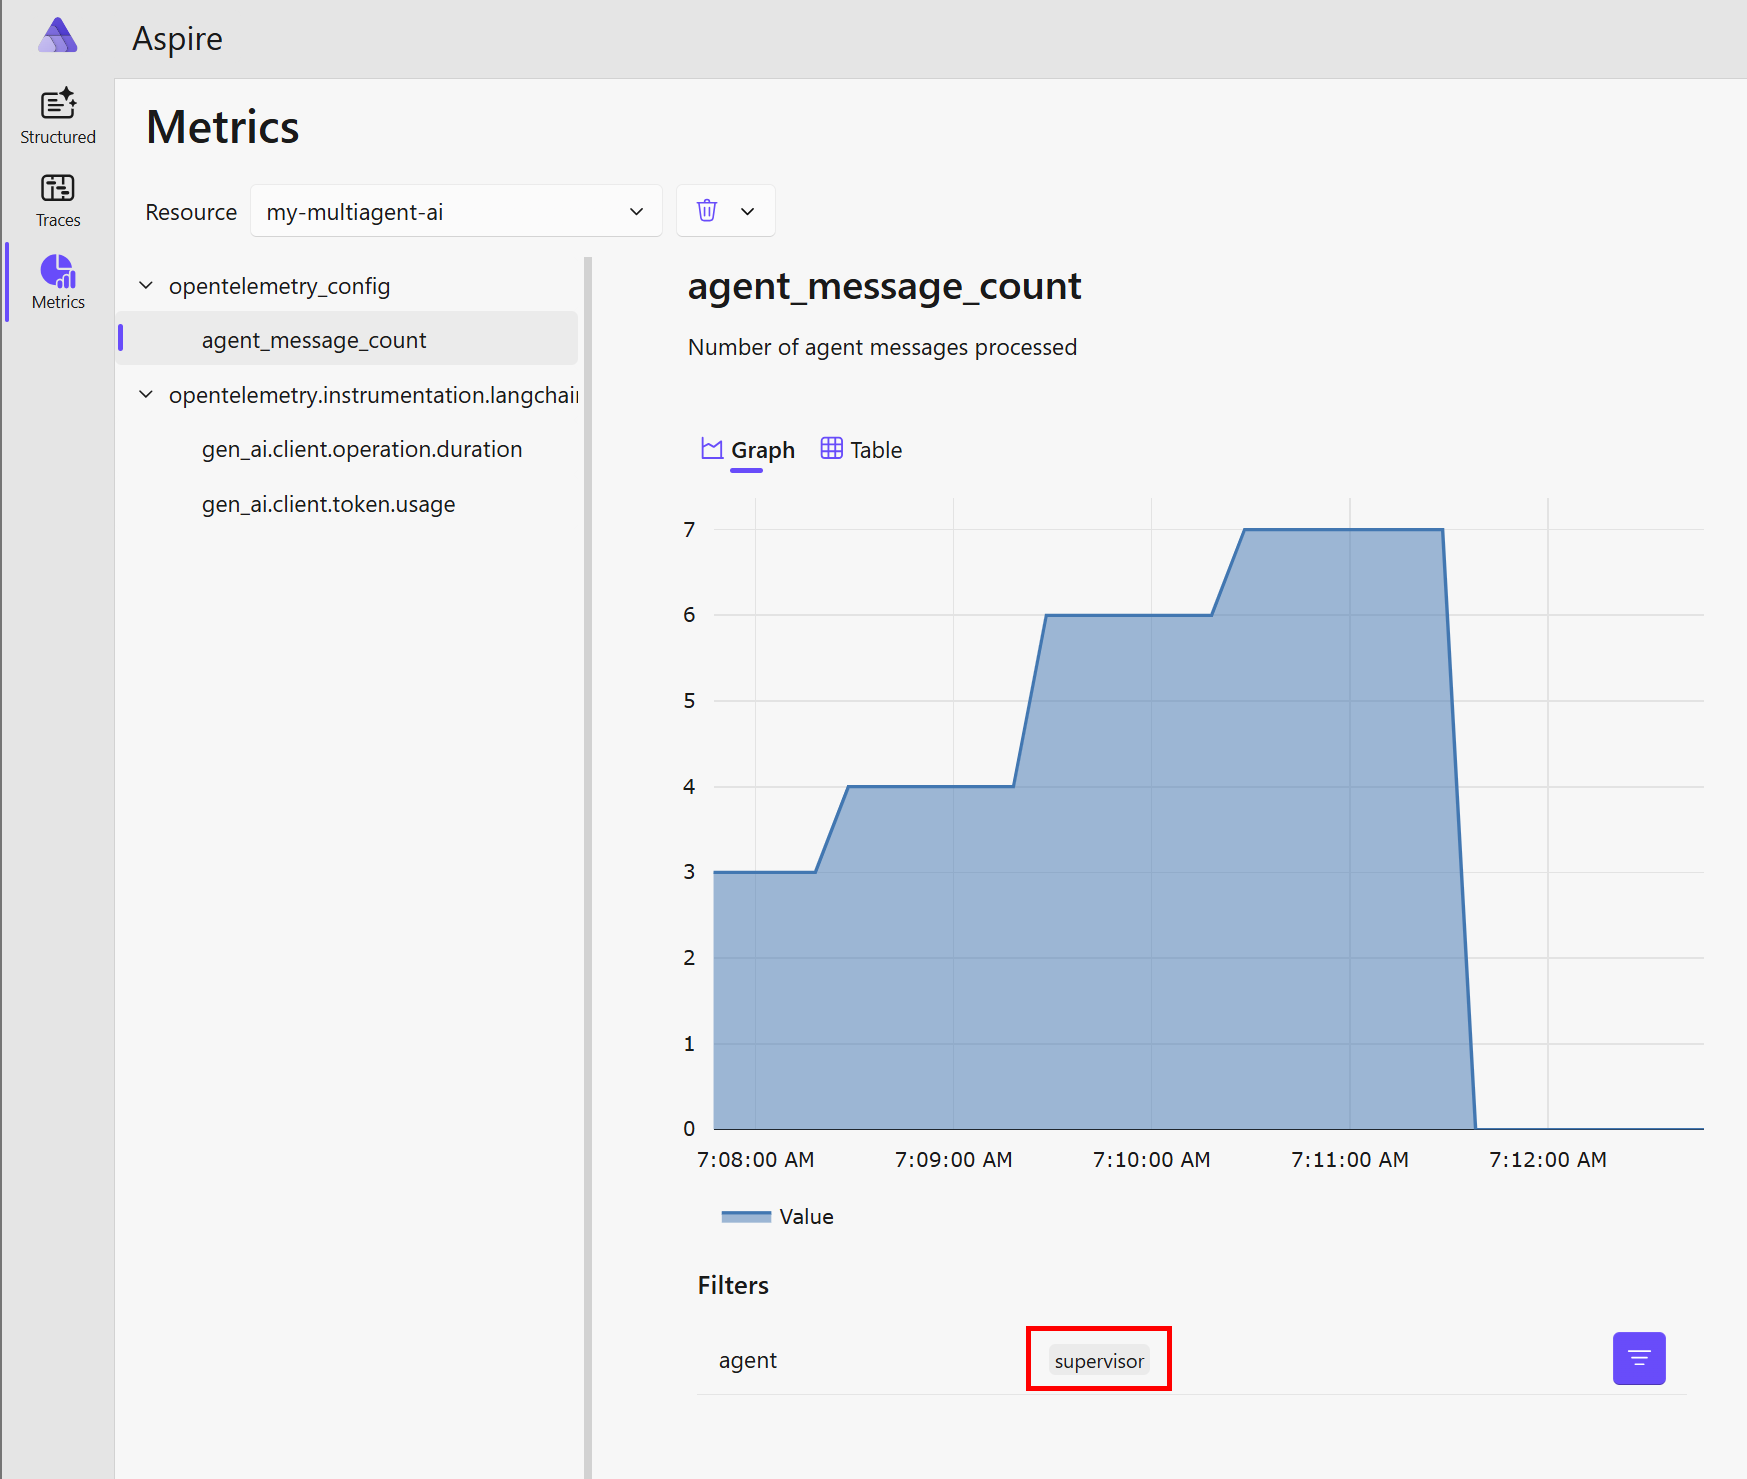 Aspire
Structured
Traces
Metrics
Metrics
Resource
my-multiagent-ai
opentelemetry_config
agent_message_count
opentelemetry.instrumentation.langchai
gen_ai.client.operation.duration
gen_ai.client.token.usage
agent_message_count
Number of agent messages processed
Graph
Table
7
6
5
4
3
2
1
0
7:08:00 AM
7:09:00 AM
7:10:00 AM
7:11:00 AM
7:12:00 AM
Value
Filters
agent
supervisor